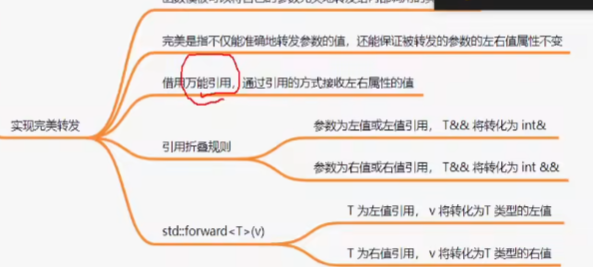 完美是指不仅能准确地转发参数的值，还能保证被转发的参数的左右值属性不变
借用万能引用，通过引用的方式接收左右属性的值
实现完美转发
引用折叠规则
参数为左值或左值引用， T&& 将转化为 int&
参数为右值或右值引用， T&& 将转化为 int &&
std::forward<T>(v)
T 为左值引用， v 将转化为T 类型的左值
T 为右值引用， v 将转化为T 类型的右值